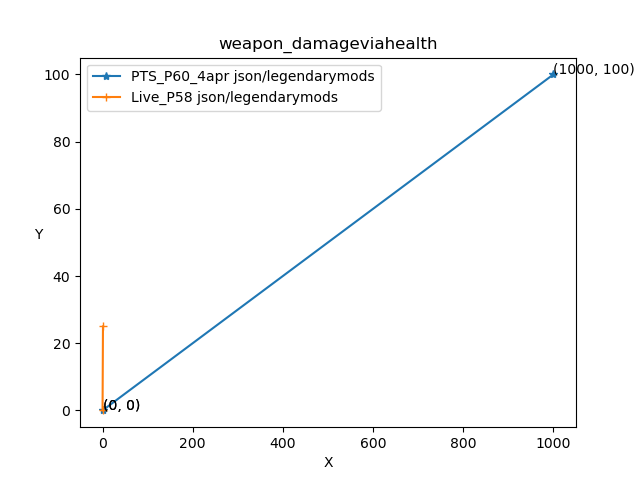 weapon_damageviahealth
PTS_P60_4apr json/legendarymods
Live_P58 json/legendarymods
(1000, 100)
100
80
60
40
20
0
Y
(0, 0)
0
200
400
600
800
1000
X